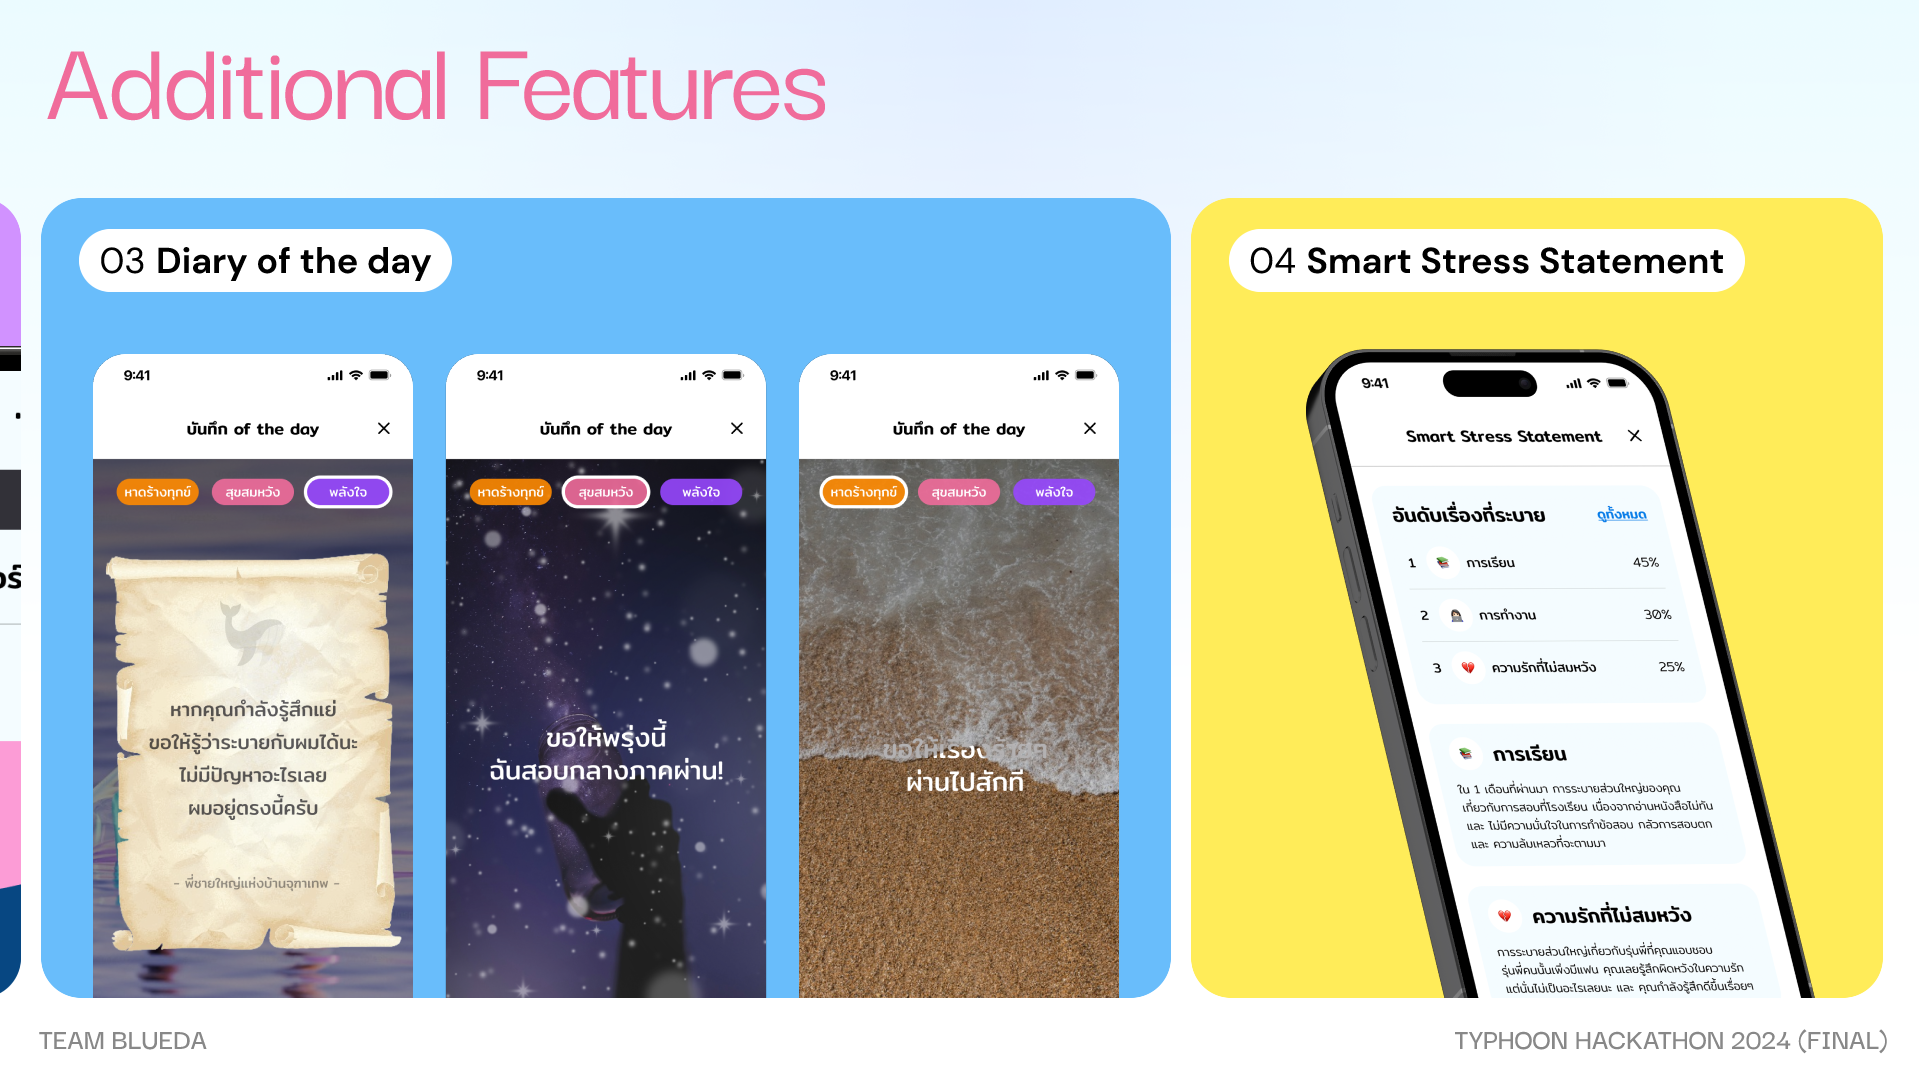 Additional Features
03 Diary of the day
9:41
บันทึก of the day
หาดร้างทุกข์ สุขสมหวัง พลังใจ
หากคุณกำลังรู้สึกแย่
ขอให้รู้ว่าระบายกับผมได้นะ
ไม่มีปัญหาอะไรเลย
ผมอยู่ตรงนี้ครับ
- พี่ชายใหญ่แห่งบ้านจุฑาเทพ -
9:41
บันทึก of the day
หาดร้างทุกข์ สุขสมหวัง พลังใจ
ขอให้พรุ่งนี้
ฉันสอบกลางภาคผ่าน!
9:41
บันทึก of the day
หาดร้างทุกข์ สุขสมหวัง พลังใจ
ขอให้เรื่องร้ายๆ
ผ่านไปสักที
04 Smart Stress Statement
9:41
Smart Stress Statement
อันดับเรื่องที่ระบาย ดูทั้งหมด
1 การเรียน 45%
2 การทำงาน 30%
3 ความรักที่ไม่สมหวัง 25%
การเรียน
ใน 1 เดือนที่ผ่านมา การระบายส่วนใหญ่ของคุณ
เกี่ยวกับการสอบที่โรงเรียน เนื่องจากอ่านหนังสือไม่ทัน
และ ไม่มีความมั่นใจในการทำข้อสอบ กลัวการสอบตก
และ ความล้มเหลวที่จะตามมา
ความรักที่ไม่สมหวัง
การระบายส่วนใหญ่เกี่ยวกับรุ่นพี่ที่คุณแอบชอบ
รุ่นพี่คนนั้นเพิ่งมีแฟน คุณเลยรู้สึกผิดหวังในความรัก
แต่นั่นไม่เป็นอะไรเลยนะ และ คุณกำลังรู้สึกดีขึ้นเรื่อยๆ
TEAM BLUEDA
TYPHOON HACKATHON 2024 (FINAL)